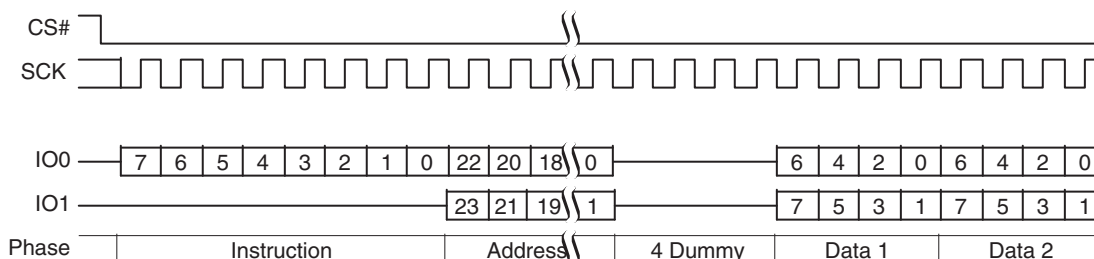 CS#
SCK
IO0 7 6 5 4 3 2 1 0 22 20 18 0 6 4 2 0 6 4 2 0
IO1 23 21 19 1 7 5 3 1 7 5 3 1
Phase Instruction Address 4 Dummy Data 1 Data 2